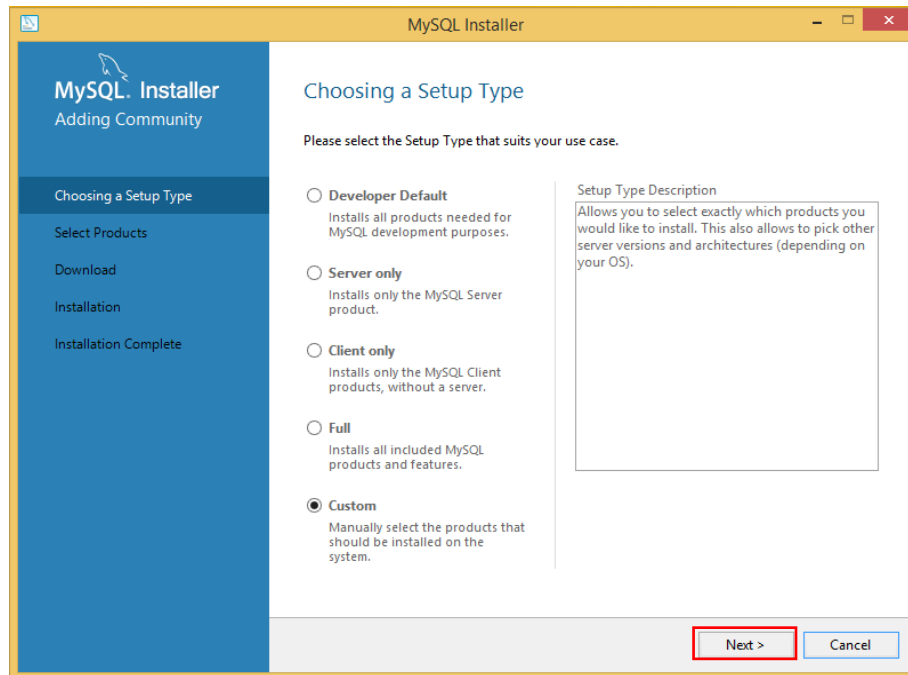 MySQL Installer
MySQL. Installer
Adding Community
Choosing a Setup Type
Select Products
Download
Installation
Installation Complete
Choosing a Setup Type
Please select the Setup Type that suits your use case.
Developer Default
Installs all products needed for
MySQL development purposes.
Server only
Installs only the MySQL Server
product.
Client only
Installs only the MySQL Client
products, without a server.
Full
Installs all included MySQL
products and features.
Custom
Manually select the products that
should be installed on the
system.
Setup Type Description
Allows you to select exactly which products you
would like to install. This also allows to pick other
server versions and architectures (depending on
your OS).
Next >
Cancel